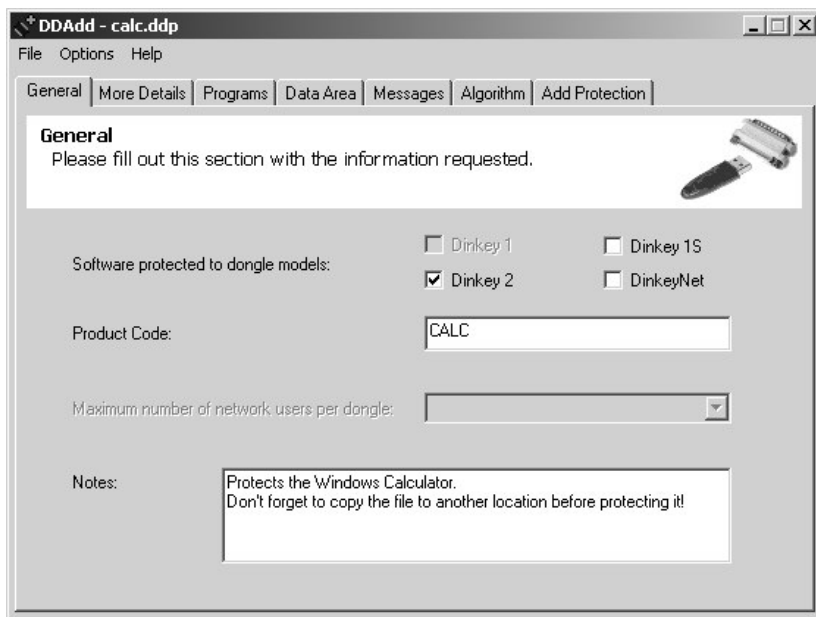 DDAdd - calc.ddp
File Options Help
General More Details Programs Data Area Messages Algorithm Add Protection
General
Please fill out this section with the information requested.
Software protected to dongle models:
Dinkey 1 Dinkey 1S
Dinkey 2 DinkeyNet
Product Code: CALC
Maximum number of network users per dongle:
Notes: Protects the Windows Calculator.
Don't forget to copy the file to another location before protecting it!